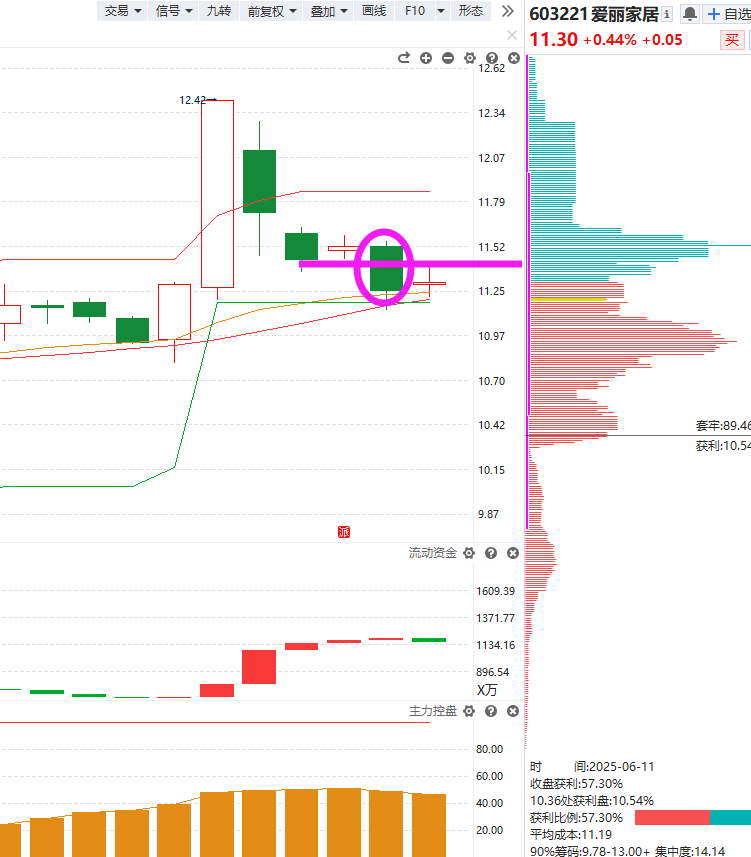 交易 信号 九转 前复权 叠加 画线 F10 形态
603221 爱丽家居 自选
11.30 +0.44% +0.05 买
12.62
12.42
12.34
12.07
11.79
11.52
11.25
10.97
10.70
10.42
套牢:89.46
获利:10.54
10.15
9.87
派
流动资金
1609.39
1371.77
1134.16
896.54
X万
主力控盘
80.00
60.00
40.00
20.00
时 间:2025-06-11
收盘获利:57.30%
10.36处获利盘:10.54%
获利比例:57.30%
平均成本:11.19
90%筹码:9.78-13.00+ 集中度:14.14